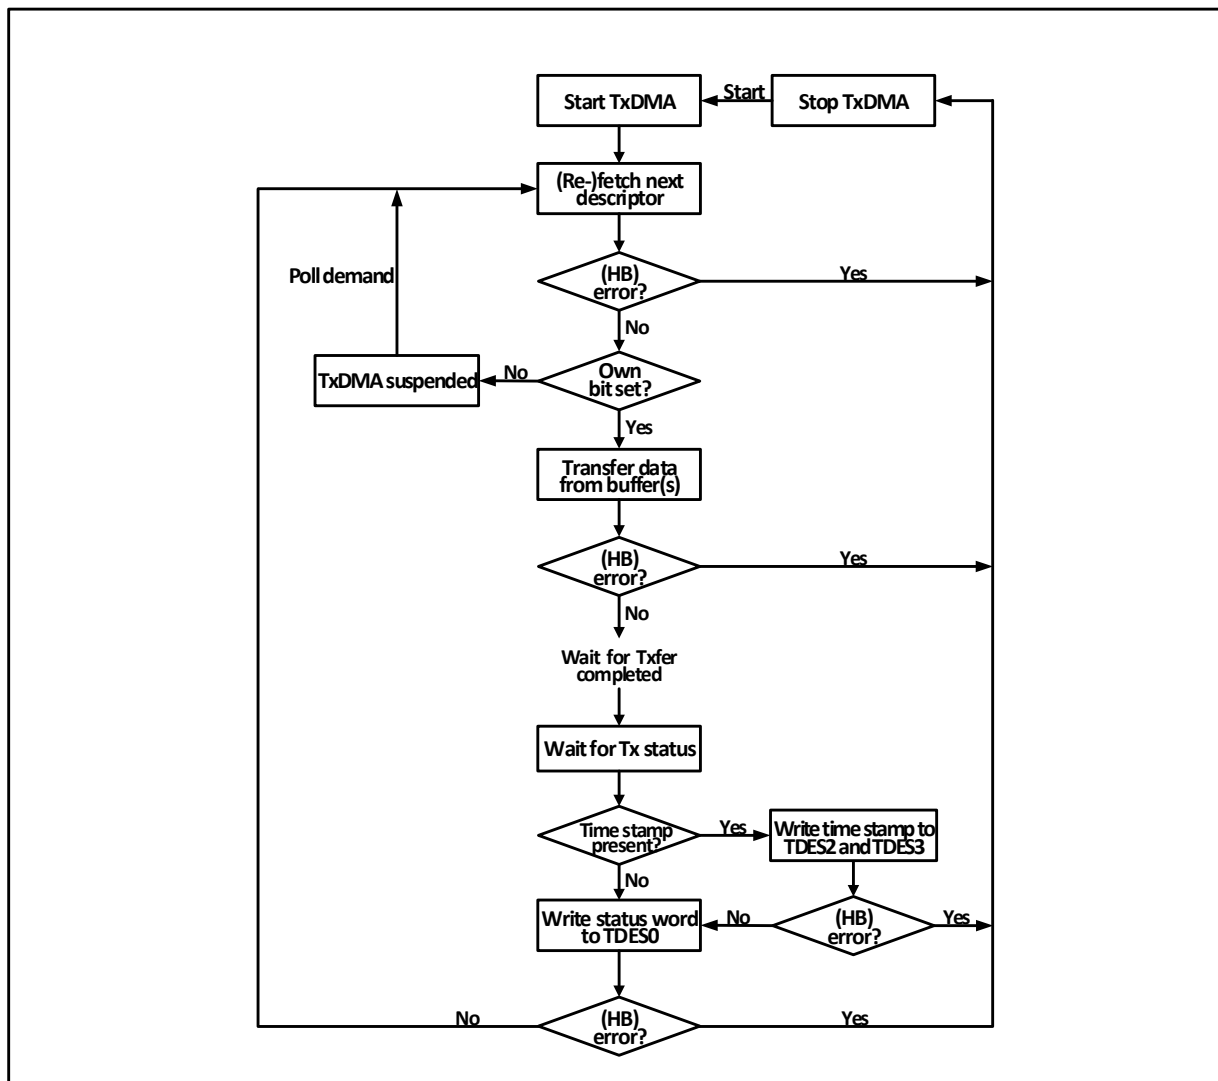 Start TxDMA
Start
Stop TxDMA
(Re-)fetch next
descriptor
Poll demand
(HB)
error?
Yes
No
TxDMA suspended
No
Own
bit set?
Yes
Transfer data
from buffer(s)
(HB)
error?
Yes
No
Wait for Txfer
completed
Wait for Tx status
Time stamp
present?
Yes
Write time stamp to
TDES2 and TDES3
No
Write status word
to TDES0
No
(HB)
error?
Yes
No
(HB)
error?
Yes